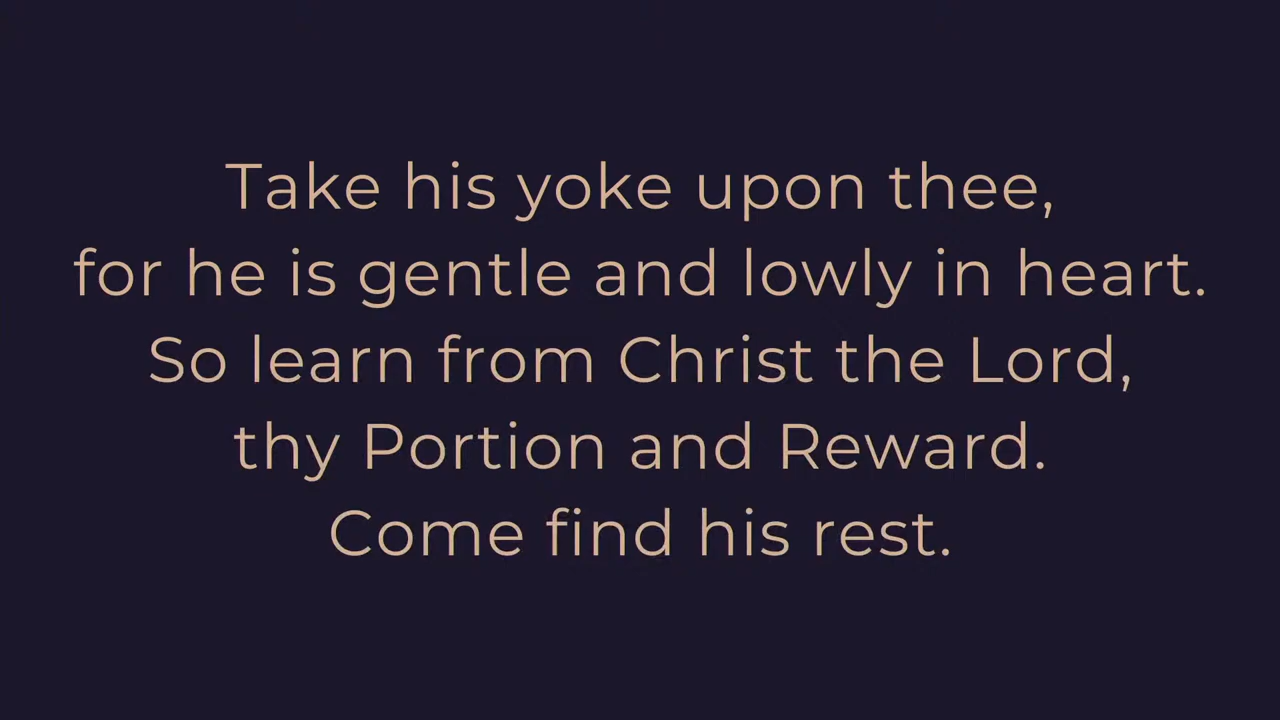 Take his yoke upon thee,
for he is gentle and lowly in heart.
So learn from Christ the Lord,
thy Portion and Reward.
Come find his rest.